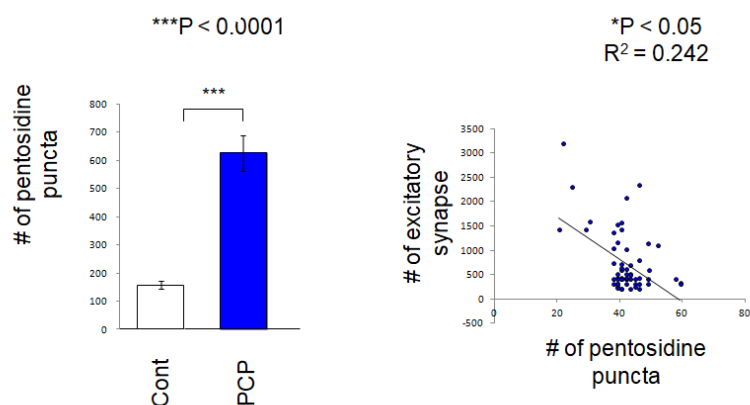 ***P < 0.0001
# of pentosidine
puncta
800
700
600
500
400
300
200
100
0
***
Cont
PCP
*P < 0.05
R² = 0.242
# of excitatory
synapse
3500
3000
2500
2000
1500
1000
500
0
-500
0
20
40
60
80
# of pentosidine
puncta